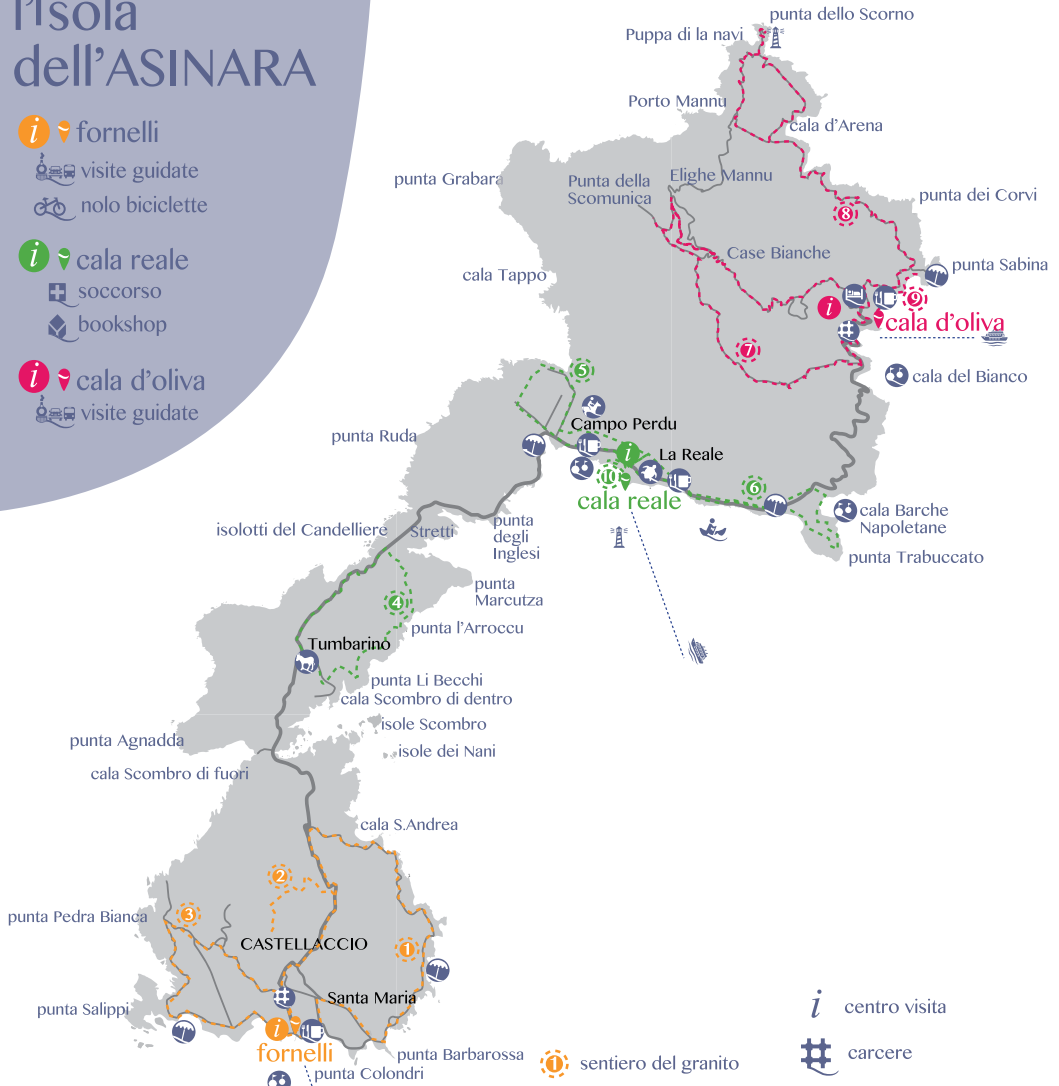 l'Isola
dell'ASINARA
i fornelli
visite guidate
nolo biciclette
i cala reale
soccorso
bookshop
i cala d'oliva
visite guidate
punta dello Scorno
Puppa di la navi
Porto Mannu
cala d'Arena
punta Grabara
Punta della
Scomunica
Elighe Mannu
punta dei Corvi
8
Case Bianche
punta Sabina
cala Tappo
9
i
cala d'oliva
7
cala del Bianco
5
Campo Perdu
punta Ruda
i
La Reale
10
6
cala reale
cala Barche
Napoletane
isolotti del Candelliere
Stretti
punta
degli
Inglesi
punta Trabuccato
punta
Marcutza
4
punta l'Arroccu
Tumbarino
punta Li Becchi
cala Scombro di dentro
isole Scombro
punta Agnadda
isole dei Nani
cala Scombro di fuori
cala S.Andrea
2
3
punta Pedra Bianca
CASTELLACCIO
1
Santa Maria
punta Salippi
i
fornelli
punta Barbarossa
punta Colondri
i centro visita
1 sentiero del granito
carcere